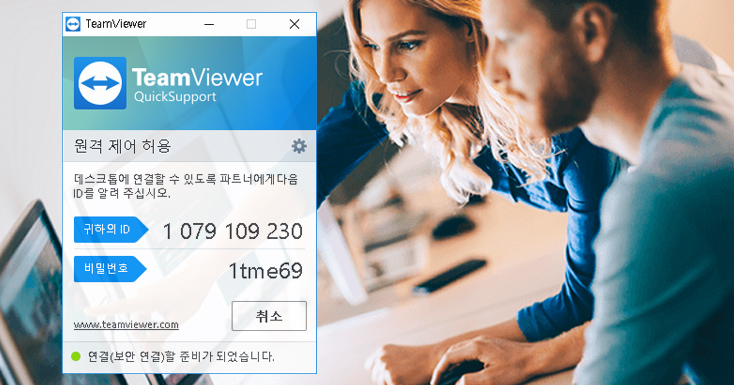 TeamViewer
TeamViewer
QuickSupport
원격 제어 허용
데스크톱에 연결할 수 있도록 파트너에게다음
ID를 알려 주십시오.
귀하의 ID 1 079 109 230
비밀번호 1tme69
취소
www.teamviewer.com
연결(보안 연결)할 준비가 되었습니다.